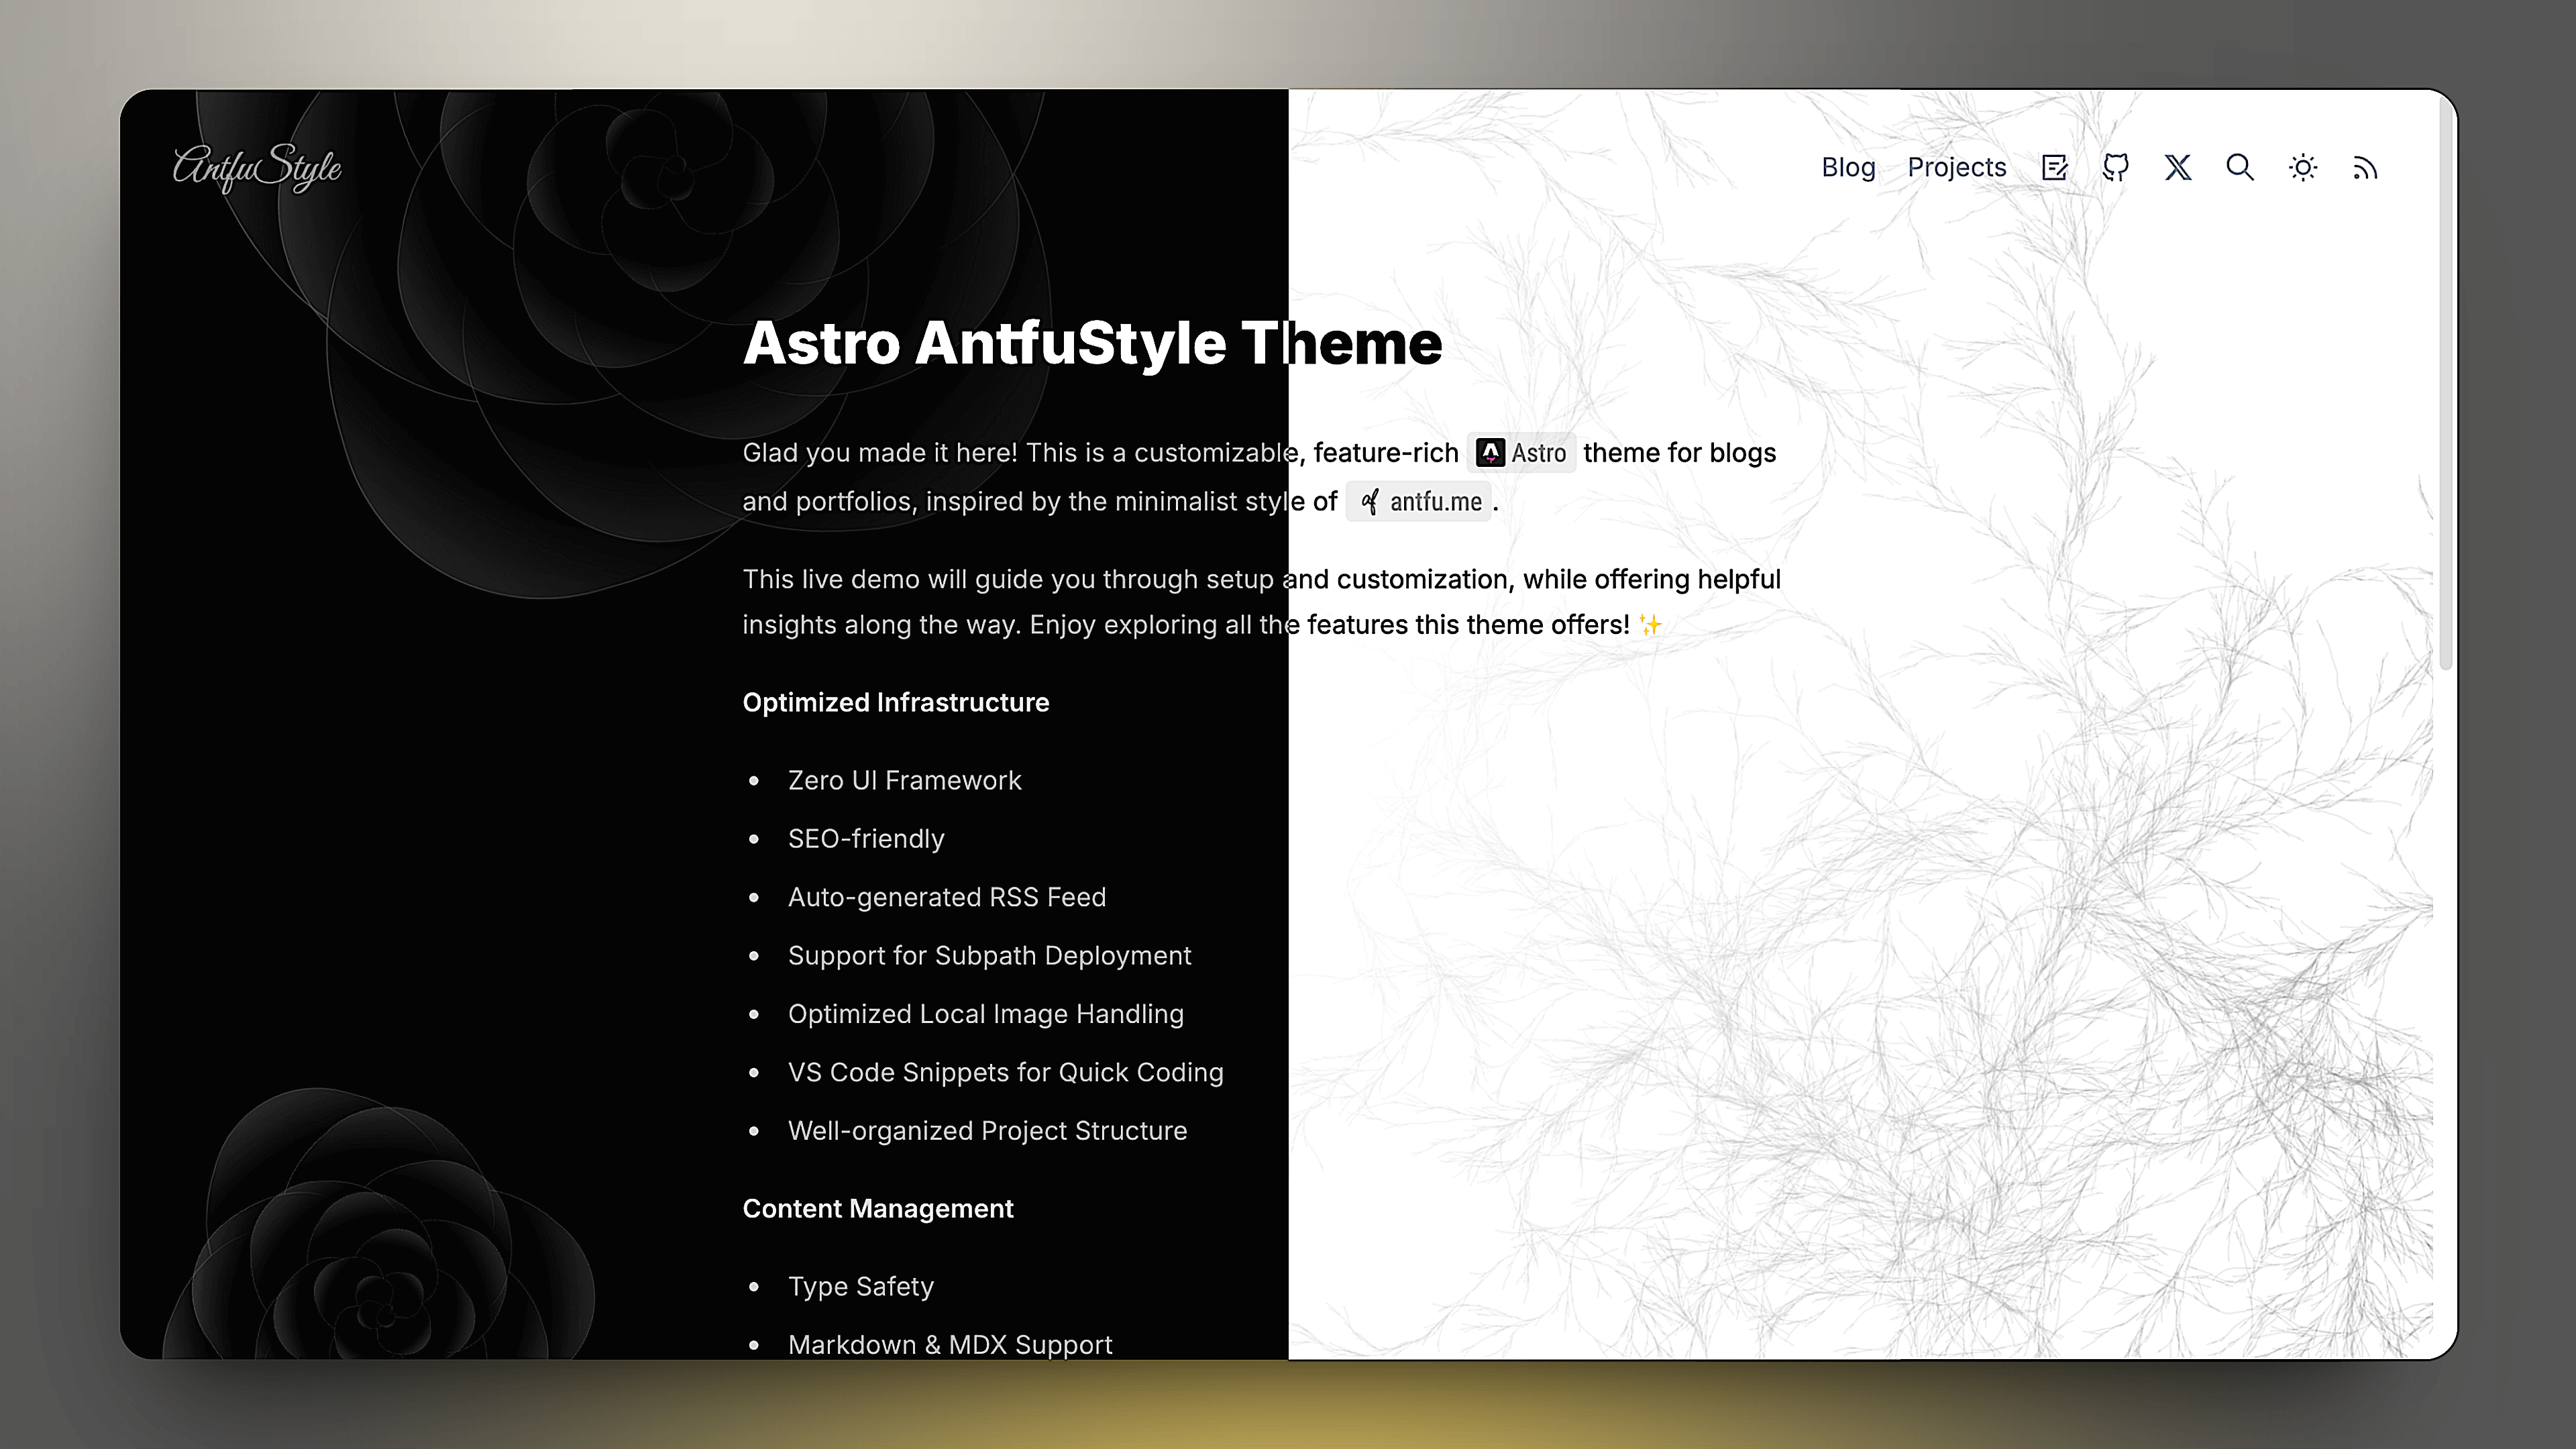 AntfuStyle
Blog Projects
Astro AntfuStyle Theme
Glad you made it here! This is a customizable, feature-rich Astro theme for blogs
and portfolios, inspired by the minimalist style of antfu.me.
This live demo will guide you through setup and customization, while offering helpful
insights along the way. Enjoy exploring all the features this theme offers! ✨
Optimized Infrastructure
• Zero UI Framework
• SEO-friendly
• Auto-generated RSS Feed
• Support for Subpath Deployment
• Optimized Local Image Handling
• VS Code Snippets for Quick Coding
• Well-organized Project Structure
Content Management
• Type Safety
• Markdown & MDX Support